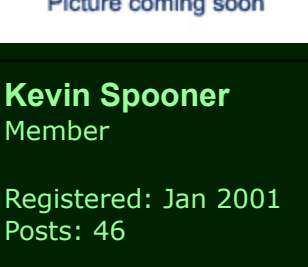 Picture coming soon
Kevin Spooner
Member
Registered: Jan 2001
Posts: 46